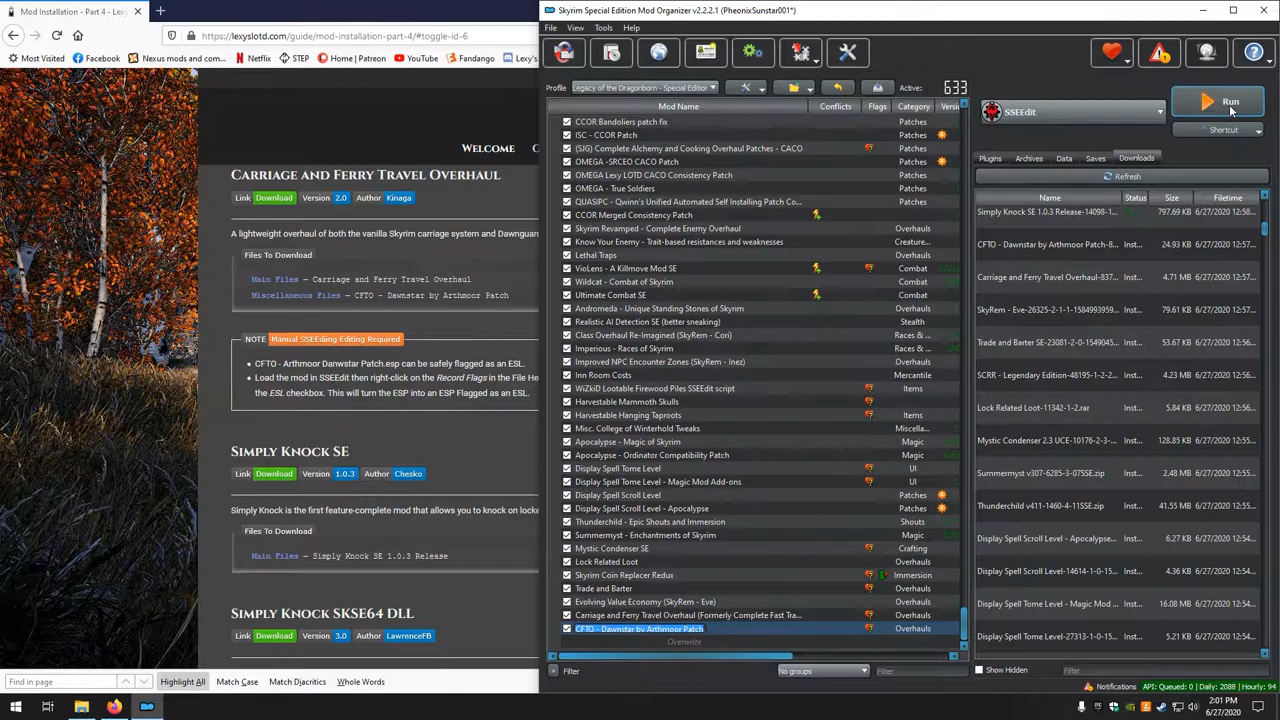 Mod Installation - Part 4 - Lexy's
Skyrim Special Edition Mod Organizer v2.2.2.1 (PheonixSunstar001*)
File View Tools Help
https://lexyslotd.com/guide/mod-installation-part-4/#toggle-id-6
Most Visited Facebook Nexus mods and com... Netflix STEP Home | Patreon YouTube Fandango Lexy's
Profile Legacy of the Dragonborn - Special Edition Active: 633
Mod Name Conflicts Flags Category Versi
SSEEdit Run
Shortcut
Plugins Archives Data Saves Downloads
Refresh
Name Status Size Filetime
WELCOME
CARRIAGE AND FERRY TRAVEL OVERHAUL
Link Download Version 2.0 Author Kinaga
A lightweight overhaul of both the vanilla Skyrim carriage system and Dawnguard
Files To Download
Main Files — Carriage and Ferry Travel Overhaul
Miscellaneous Files — CFTO - Dawnstar by Arthmoor Patch
NOTE Manual SSEEding Editing Required
CFTO - Arthmoor Danwstar Patch.esp can be safely flagged as an ESL.
Load the mod in SSEEdit then right-click on the Record Flags in the File He
the ESL checkbox. This will turn the ESP into an ESP Flagged as an ESL.
SIMPLY KNOCK SE
Link Download Version 1.0.3 Author Chesko
Simply Knock is the first feature-complete mod that allows you to knock on locke
Files To Download
Main Files — Simply Knock SE 1.0.3 Release
SIMPLY KNOCK SKSE64 DLL
Link Download Version 3.0 Author LawrenceFB
CCOR Bandoliers patch fix Patches
ISC - CCOR Patch Patches
(SJG) Complete Alchemy and Cooking Overhaul Patches - CACO Patches
OMEGA -SRCEO CACO Patch Patches
OMEGA Lexy LOTD CACO Consistency Patch Patches
OMEGA - True Soldiers Patches
QUASIPC - Qwinn's Unified Automated Self Installing Patch Co... Patches
CCOR Merged Consistency Patch Patches
Skyrim Revamped - Complete Enemy Overhaul Overhauls
Know Your Enemy - Trait-based resistances and weaknesses Creature...
Lethal Traps Overhauls
VioLens - A Killmove Mod SE Combat
Wildcat - Combat of Skyrim Combat
Ultimate Combat SE Combat
Andromeda - Unique Standing Stones of Skyrim Overhauls
Realistic AI Detection SE (better sneaking) Stealth
Class Overhaul Re-Imagined (SkyRem - Cori) Races & ...
Imperious - Races of Skyrim Races & ...
Improved NPC Encounter Zones (SkyRem - Inez) Overhauls
Inn Room Costs Mercantile
WiZkiD Lootable Firewood Piles SSEEdit script Items
Harvestable Mammoth Skulls
Harvestable Hanging Taproots Items
Misc. College of Winterhold Tweaks Miscella...
Apocalypse - Magic of Skyrim Magic
Apocalypse - Ordinator Compatibility Patch Magic
Display Spell Tome Level UI
Display Spell Tome Level - Magic Mod Add-ons UI
Display Spell Scroll Level Patches
Display Spell Scroll Level - Apocalypse Patches
Thunderchild - Epic Shouts and Immersion Shouts
Summermyst - Enchantments of Skyrim Magic
Mystic Condenser SE Crafting
Lock Related Loot Overhauls
Skyrim Coin Replacer Redux Immersion
Trade and Barter Overhauls
Evolving Value Economy (SkyRem - Eve) Overhauls
Carriage and Ferry Travel Overhaul (Formerly Complete Fast Tra... Overhauls
CFTO - Dawnstar by Arthmoor Patch Overhauls
Overwrite
Simply Knock SE 1.0.3 Release-14098-1... 797.69 KB 6/27/2020 12:58...
CFTO - Dawnstar by Arthmoor Patch-8... Inst... 24.93 KB 6/27/2020 12:57...
Carriage and Ferry Travel Overhaul-837... Inst... 4.71 MB 6/27/2020 12:57...
SkyRem - Eve-26325-2-1-1-1584993959... Inst... 79.61 KB 6/27/2020 12:57...
Trade and Barter SE-23081-2-0-1549045... Inst... 53.67 KB 6/27/2020 12:56...
SCRR - Legendary Edition-48195-1-2-2... Inst... 4.23 MB 6/27/2020 12:56...
Lock Related Loot-11342-1-2.rar Inst... 5.84 KB 6/27/2020 12:56...
Mystic Condenser 2.3 UCE-10176-2-3-... Inst... 128.85 KB 6/27/2020 12:55...
Summermyst v307-6285-3-07SSE.zip Inst... 2.48 MB 6/27/2020 12:55...
Thunderchild v411-1460-4-11SSE.zip Inst... 41.55 MB 6/27/2020 12:55...
Display Spell Scroll Level - Apocalypse... Inst... 6.27 KB 6/27/2020 12:54...
Display Spell Scroll Level-14614-1-0-15... Inst... 4.36 KB 6/27/2020 12:54...
Display Spell Tome Level - Magic Mod ... Inst... 16.08 MB 6/27/2020 12:54...
Display Spell Tome Level-27313-1-0-15... Inst... 5.21 KB 6/27/2020 12:54...
Filter No groups Filter Show Hidden Filter
Find in page Highlight All Match Case Match Diacritics Whole Words
Notifications API: Queued: 0 | Daily: 2088 | Hourly: 94
2:01 PM
6/27/2020